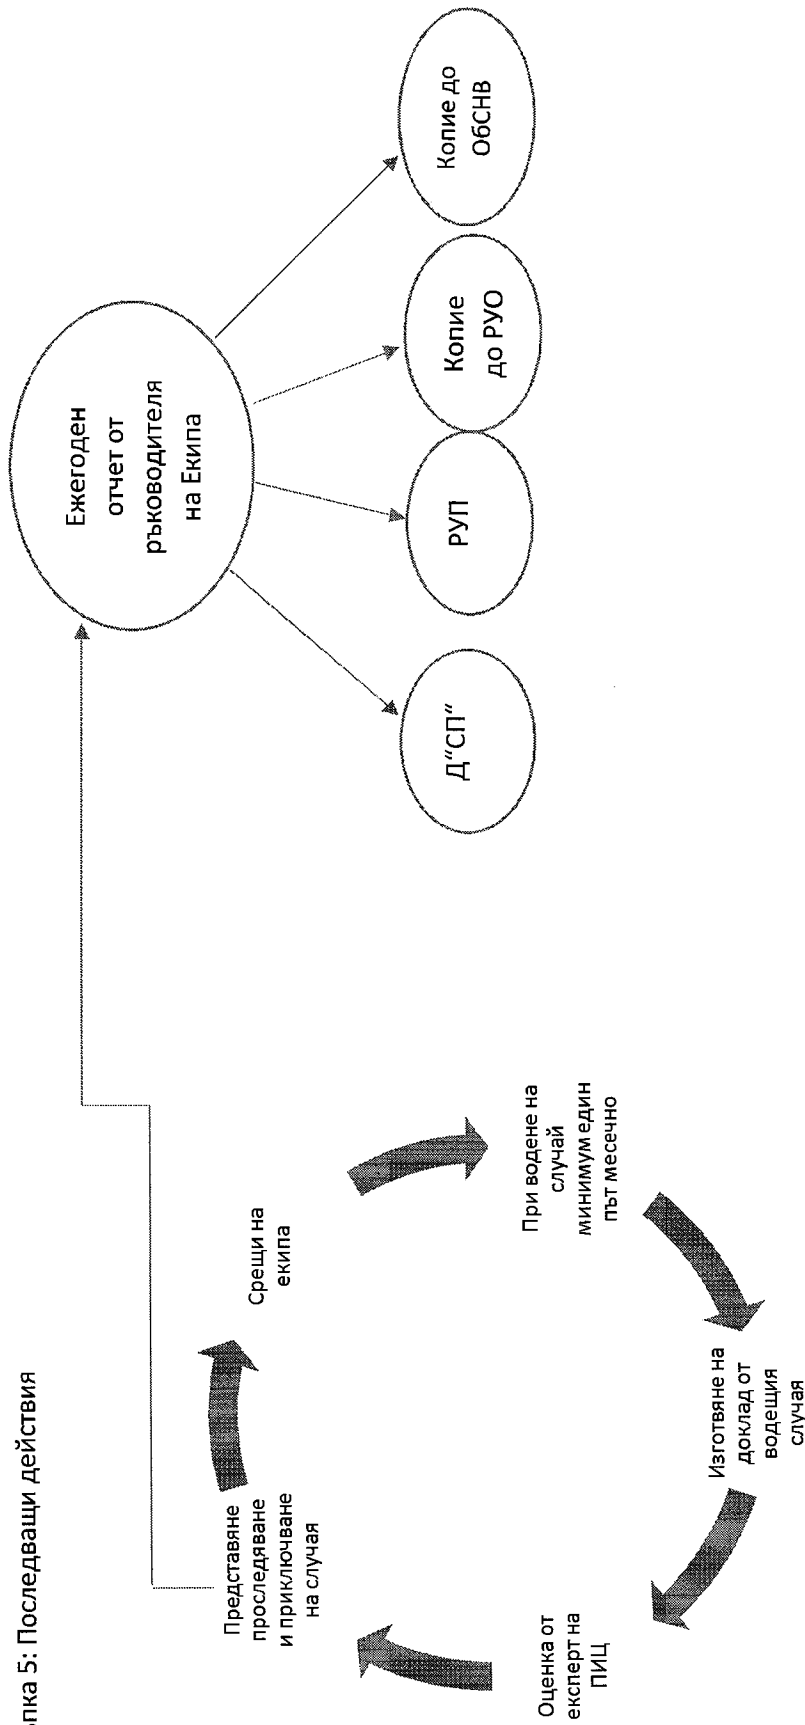 пка 5: Последващи действия
Срещи на
екипа
При водене на
случай
минимум един
път месечно
Изготвяне на
доклад от
водещия
случая
Оценка от
експерт на
ПИЦ
Представяне
проследяване
и приключване
на случая
Ежегоден
отчет от
ръководителя
на Екипа
Д"СП"
РУП
Копие
до РУО
Копие до
ОбСНВ